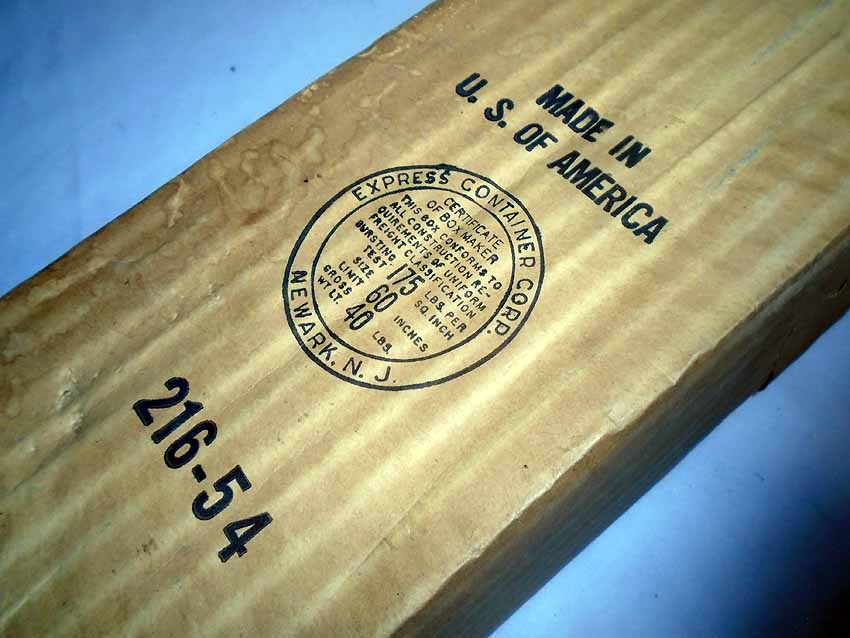 MADE IN
U. S. OF AMERICA
EXPRESS CONTAINER CORP.
CERTIFICATE
OF BOX MAKER
THIS BOX CONFORMS TO
ALL CONSTRUCTION RE-
QUIREMENTS OF UNIFORM
FREIGHT CLASSIFICATION
BURSTING TEST 175 LBS. PER SQ. INCH
SIZE LIMIT 60 INCHES
GROSS WT. LT. 40 LBS.
NEWARK, N. J.
216-54